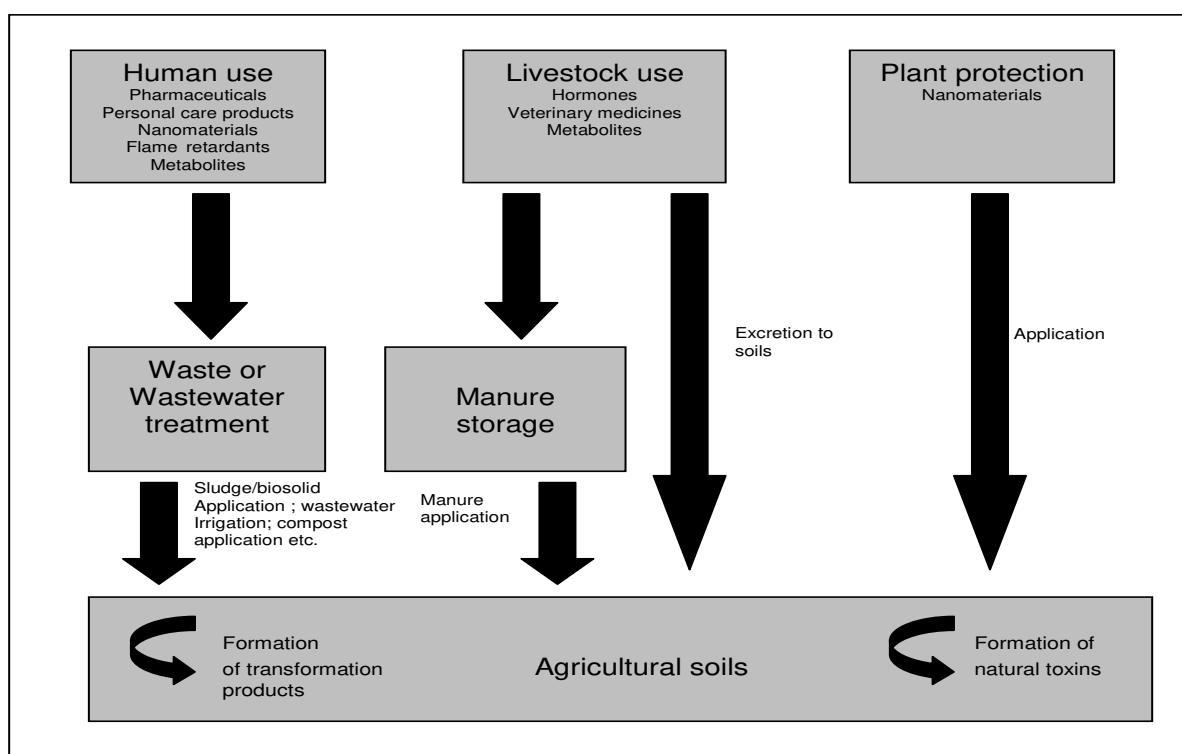 Human use
Pharmaceuticals
Personal care products
Nanomaterials
Flame retardants
Metabolites
Livestock use
Hormones
Veterinary medicines
Metabolites
Plant protection
Nanomaterials
Waste or
Wastewater
treatment
Manure
storage
Excretion to
soils
Application
Sludge/biosolid
Application ; wastewater
Irrigation; compost
application etc.
Manure
application
Formation
of transformation
products
Agricultural soils
Formation of
natural toxins